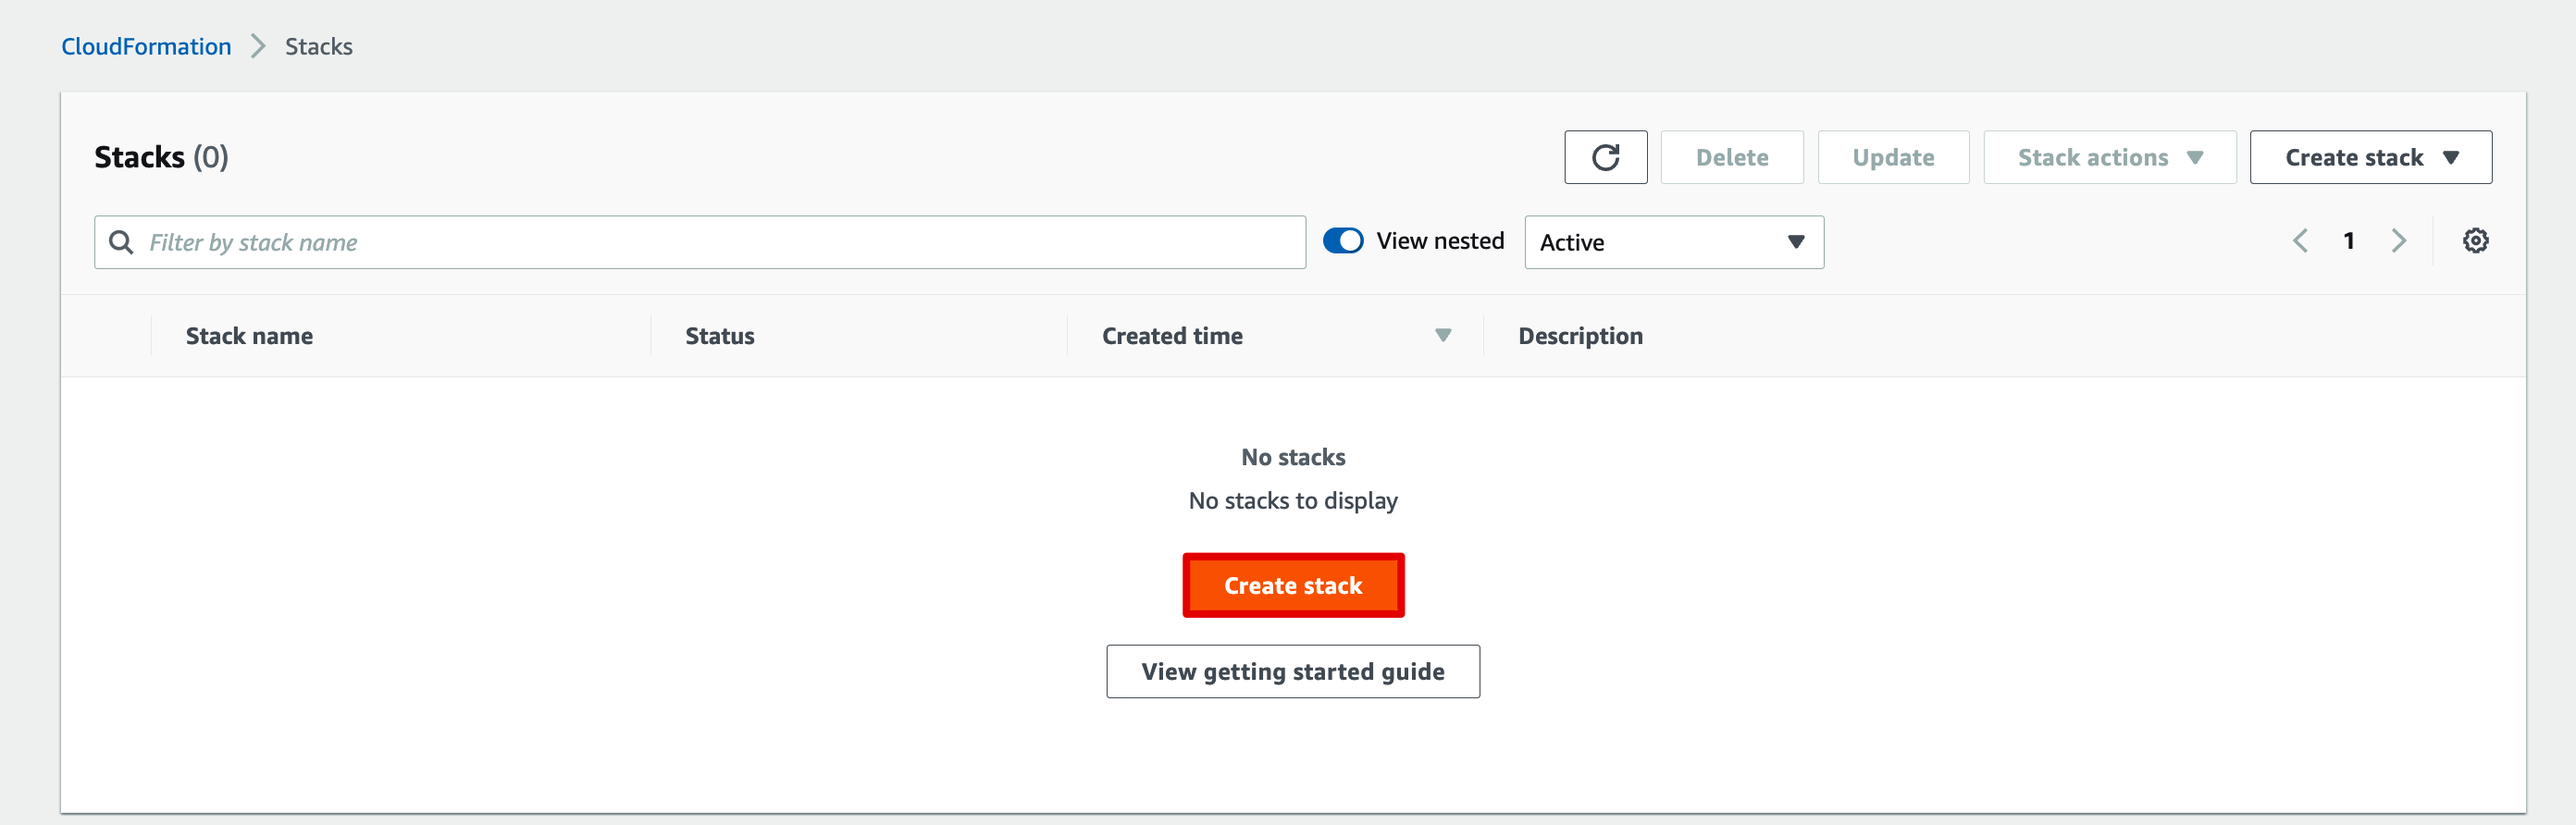 CloudFormation Stacks
Stacks (0)
Delete Update Stack actions Create stack
Filter by stack name View nested Active 1
Stack name Status Created time Description
No stacks
No stacks to display
Create stack
View getting started guide